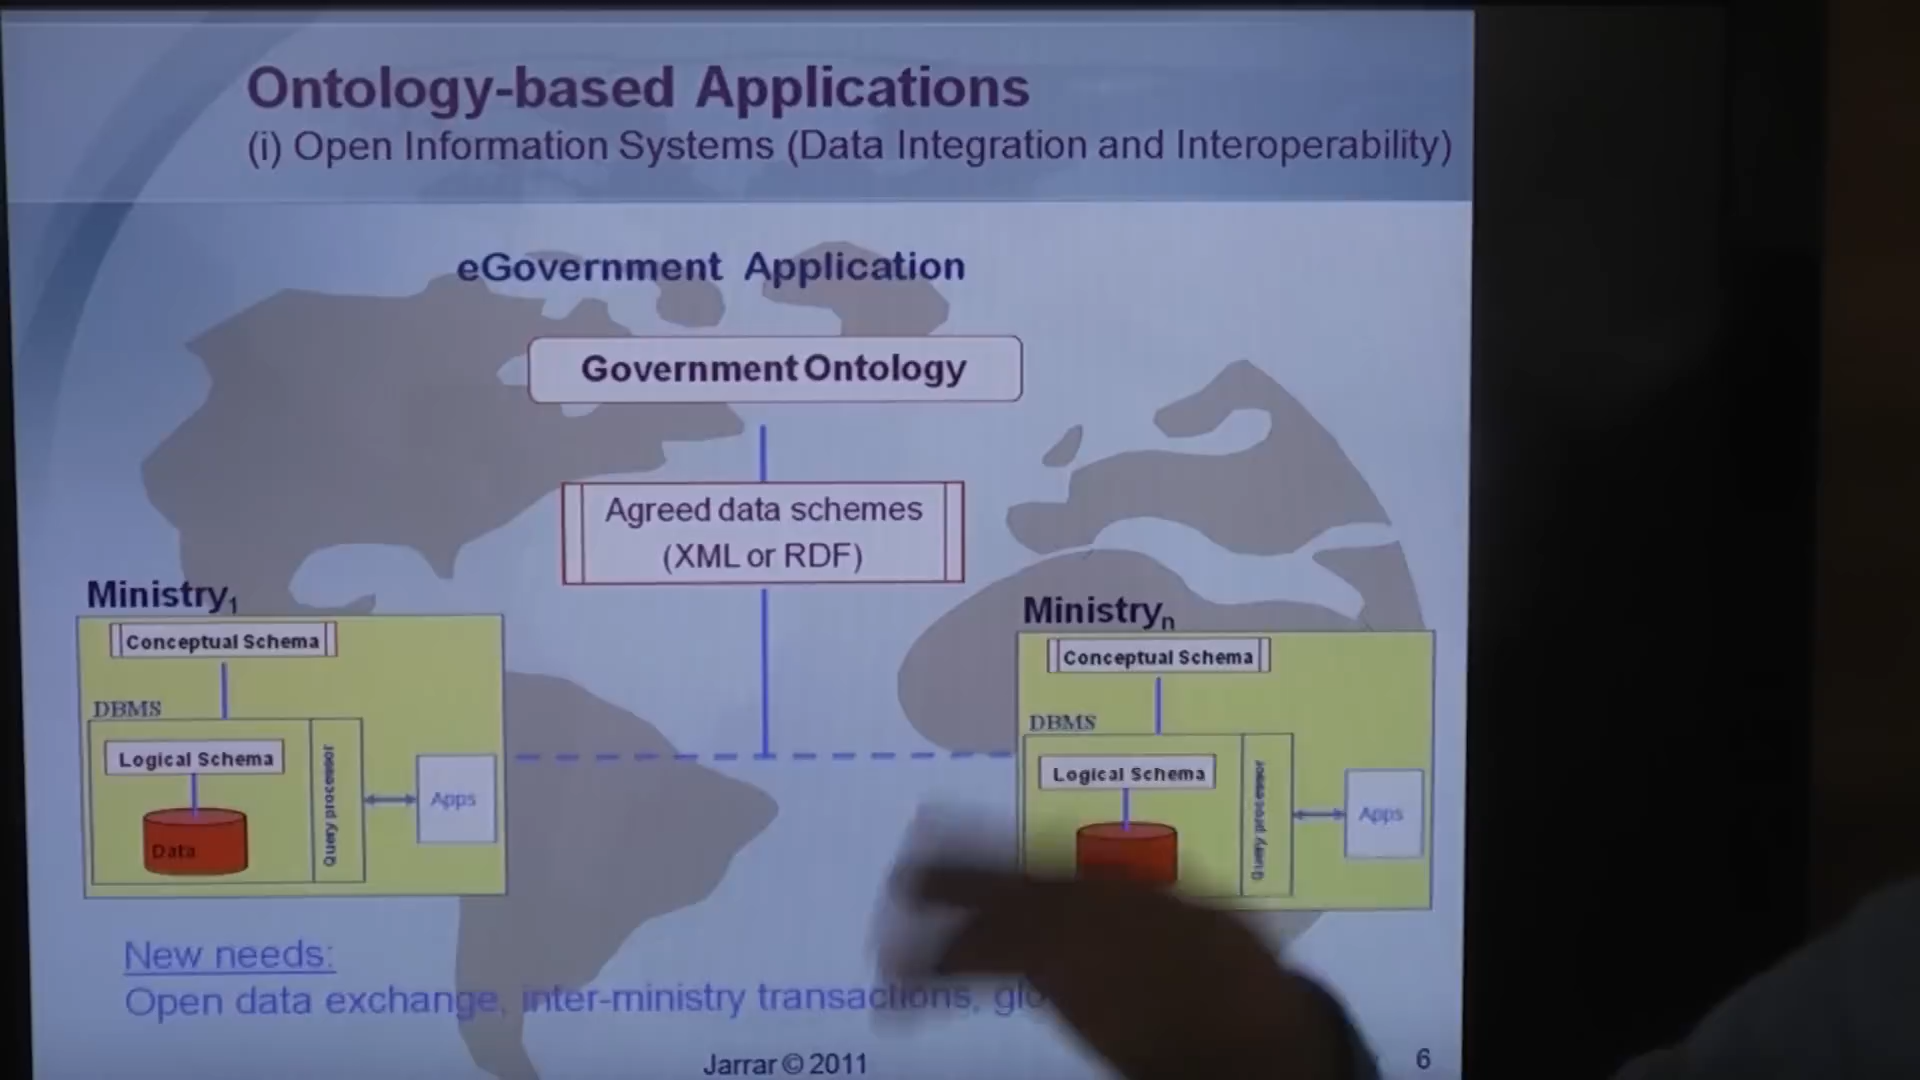 Ontology-based Applications
(i) Open Information Systems (Data Integration and Interoperability)
eGovernment Application
Government Ontology
Agreed data schemes
(XML or RDF)
Ministry1
Conceptual Schema
DBMS
Logical Schema
Data
Query processor
Apps
Ministryn
Conceptual Schema
DBMS
Logical Schema
Query processor
Apps
New needs:
Open data exchange, inter-ministry transactions,
Jarrar © 2011
6